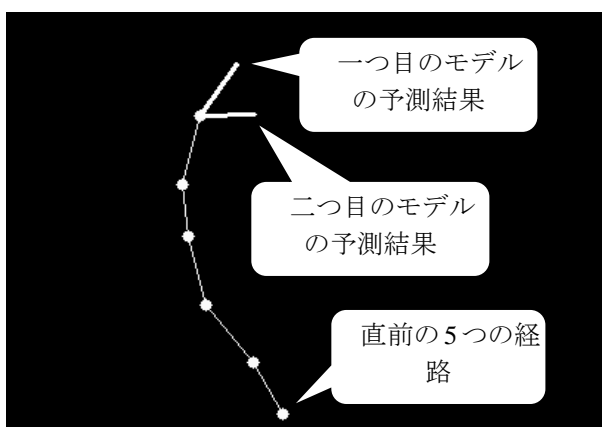 一つ目のモデル
の予測結果
二つ目のモデル
の予測結果
直前の5つの経
路